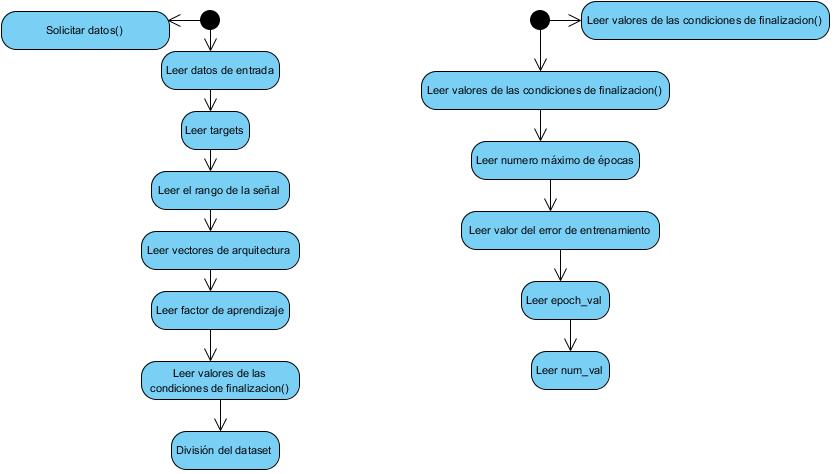 Solicitar datos()
Leer datos de entrada
Leer targets
Leer el rango de la señal
Leer vectores de arquitectura
Leer factor de aprendizaje
Leer valores de las
condiciones de finalizacion()
División del dataset
Leer valores de las condiciones de finalizacion()
Leer valores de las condiciones de finalizacion()
Leer numero máximo de épocas
Leer valor del error de entrenamiento
Leer epoch_val
Leer num_val